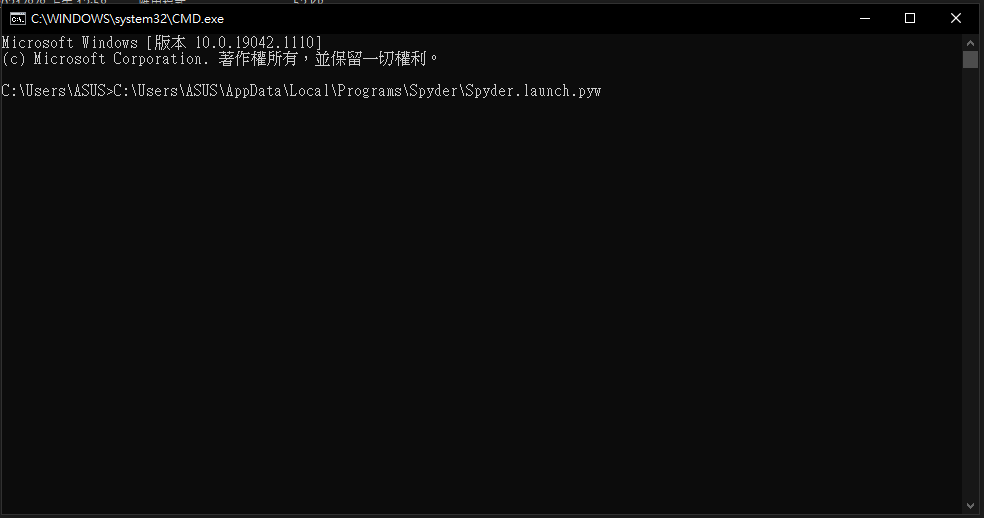 C:\WINDOWS\system32\CMD.exe
Microsoft Windows [版本 10.0.19042.1110]
(c) Microsoft Corporation. 著作權所有，並保留一切權利。
C:\Users\ASUS>C:\Users\ASUS\AppData\Local\Programs\Spyder\Spyder.launch.pyw